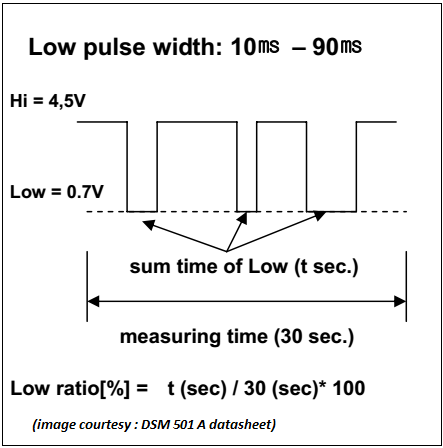 Low pulse width: 10㎳ – 90㎳
Hi = 4,5V
Low = 0.7V
sum time of Low (t sec.)
measuring time (30 sec.)
Low ratio[%] = t (sec) / 30 (sec)* 100
(image courtesy : DSM 501 A datasheet)